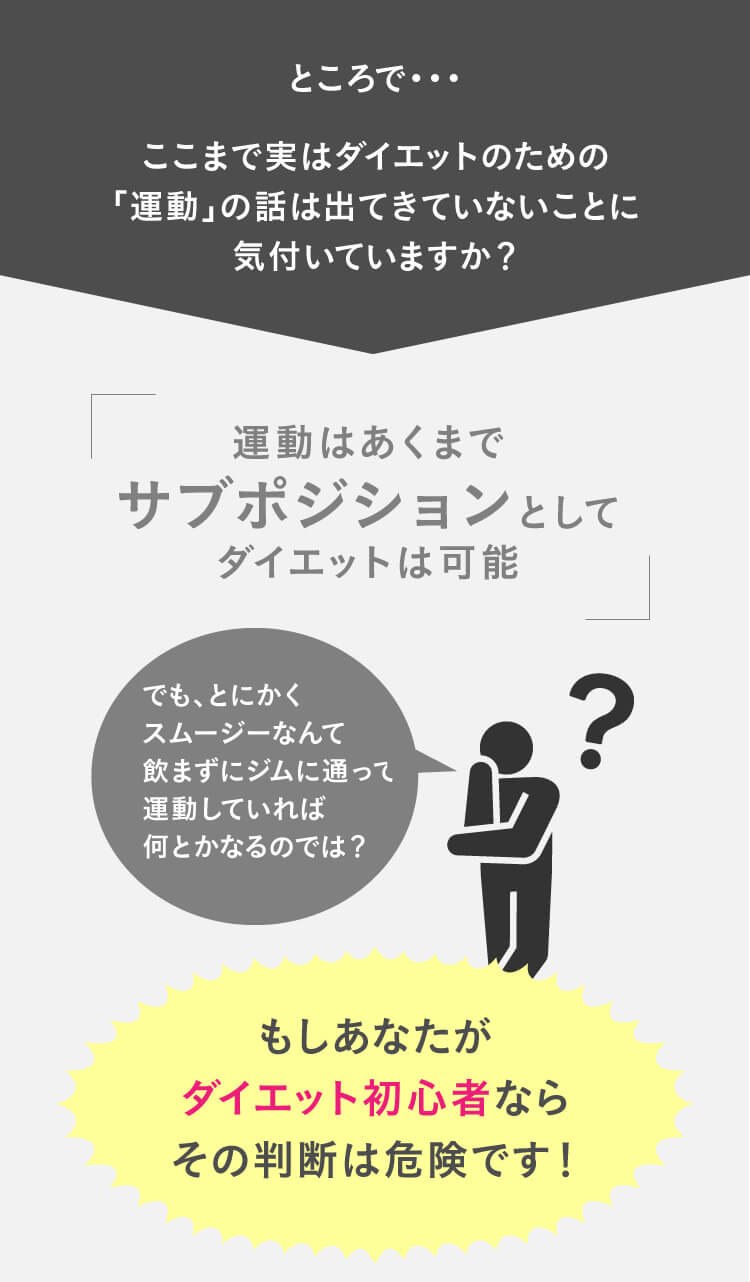 ところで・・・
ここまで実はダイエットのための
「運動」の話は出てきていないことに
気付いていますか？
運動はあくまで
サブポジションとして
ダイエットは可能
でも、とにかく
スムージーなんて
飲まずにジムに通って
運動していれば
何とかなるのでは？
?
もしあなたが
ダイエット初心者なら
その判断は危険です！